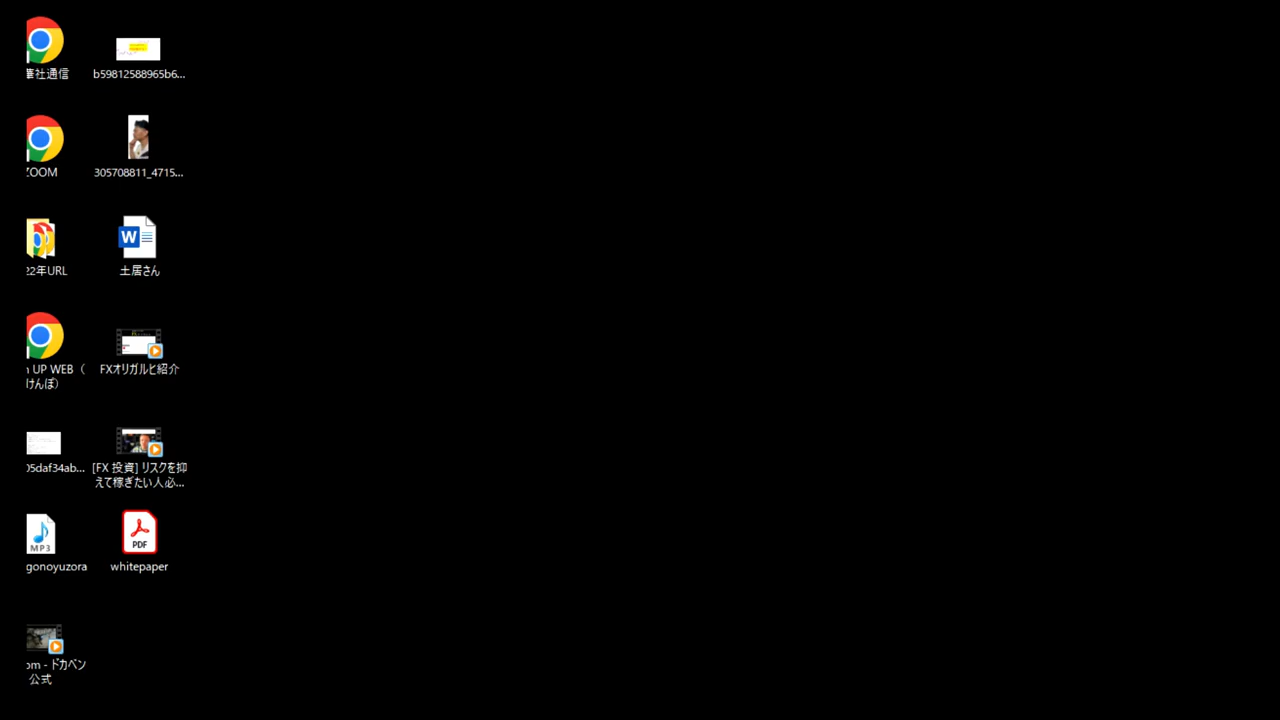 華社通信
b59812588965b6...
ZOOM
305708811_4715...
22年URL
土居さん
UP WEB（
けんぽ）
FXオリガルと紹介
05daf34ab...
[FX 投資] リスクを抑
えて稼ぎたい人必...
MP3
gonoyuzora
PDF
whitepaper
om - ドカベン
公式